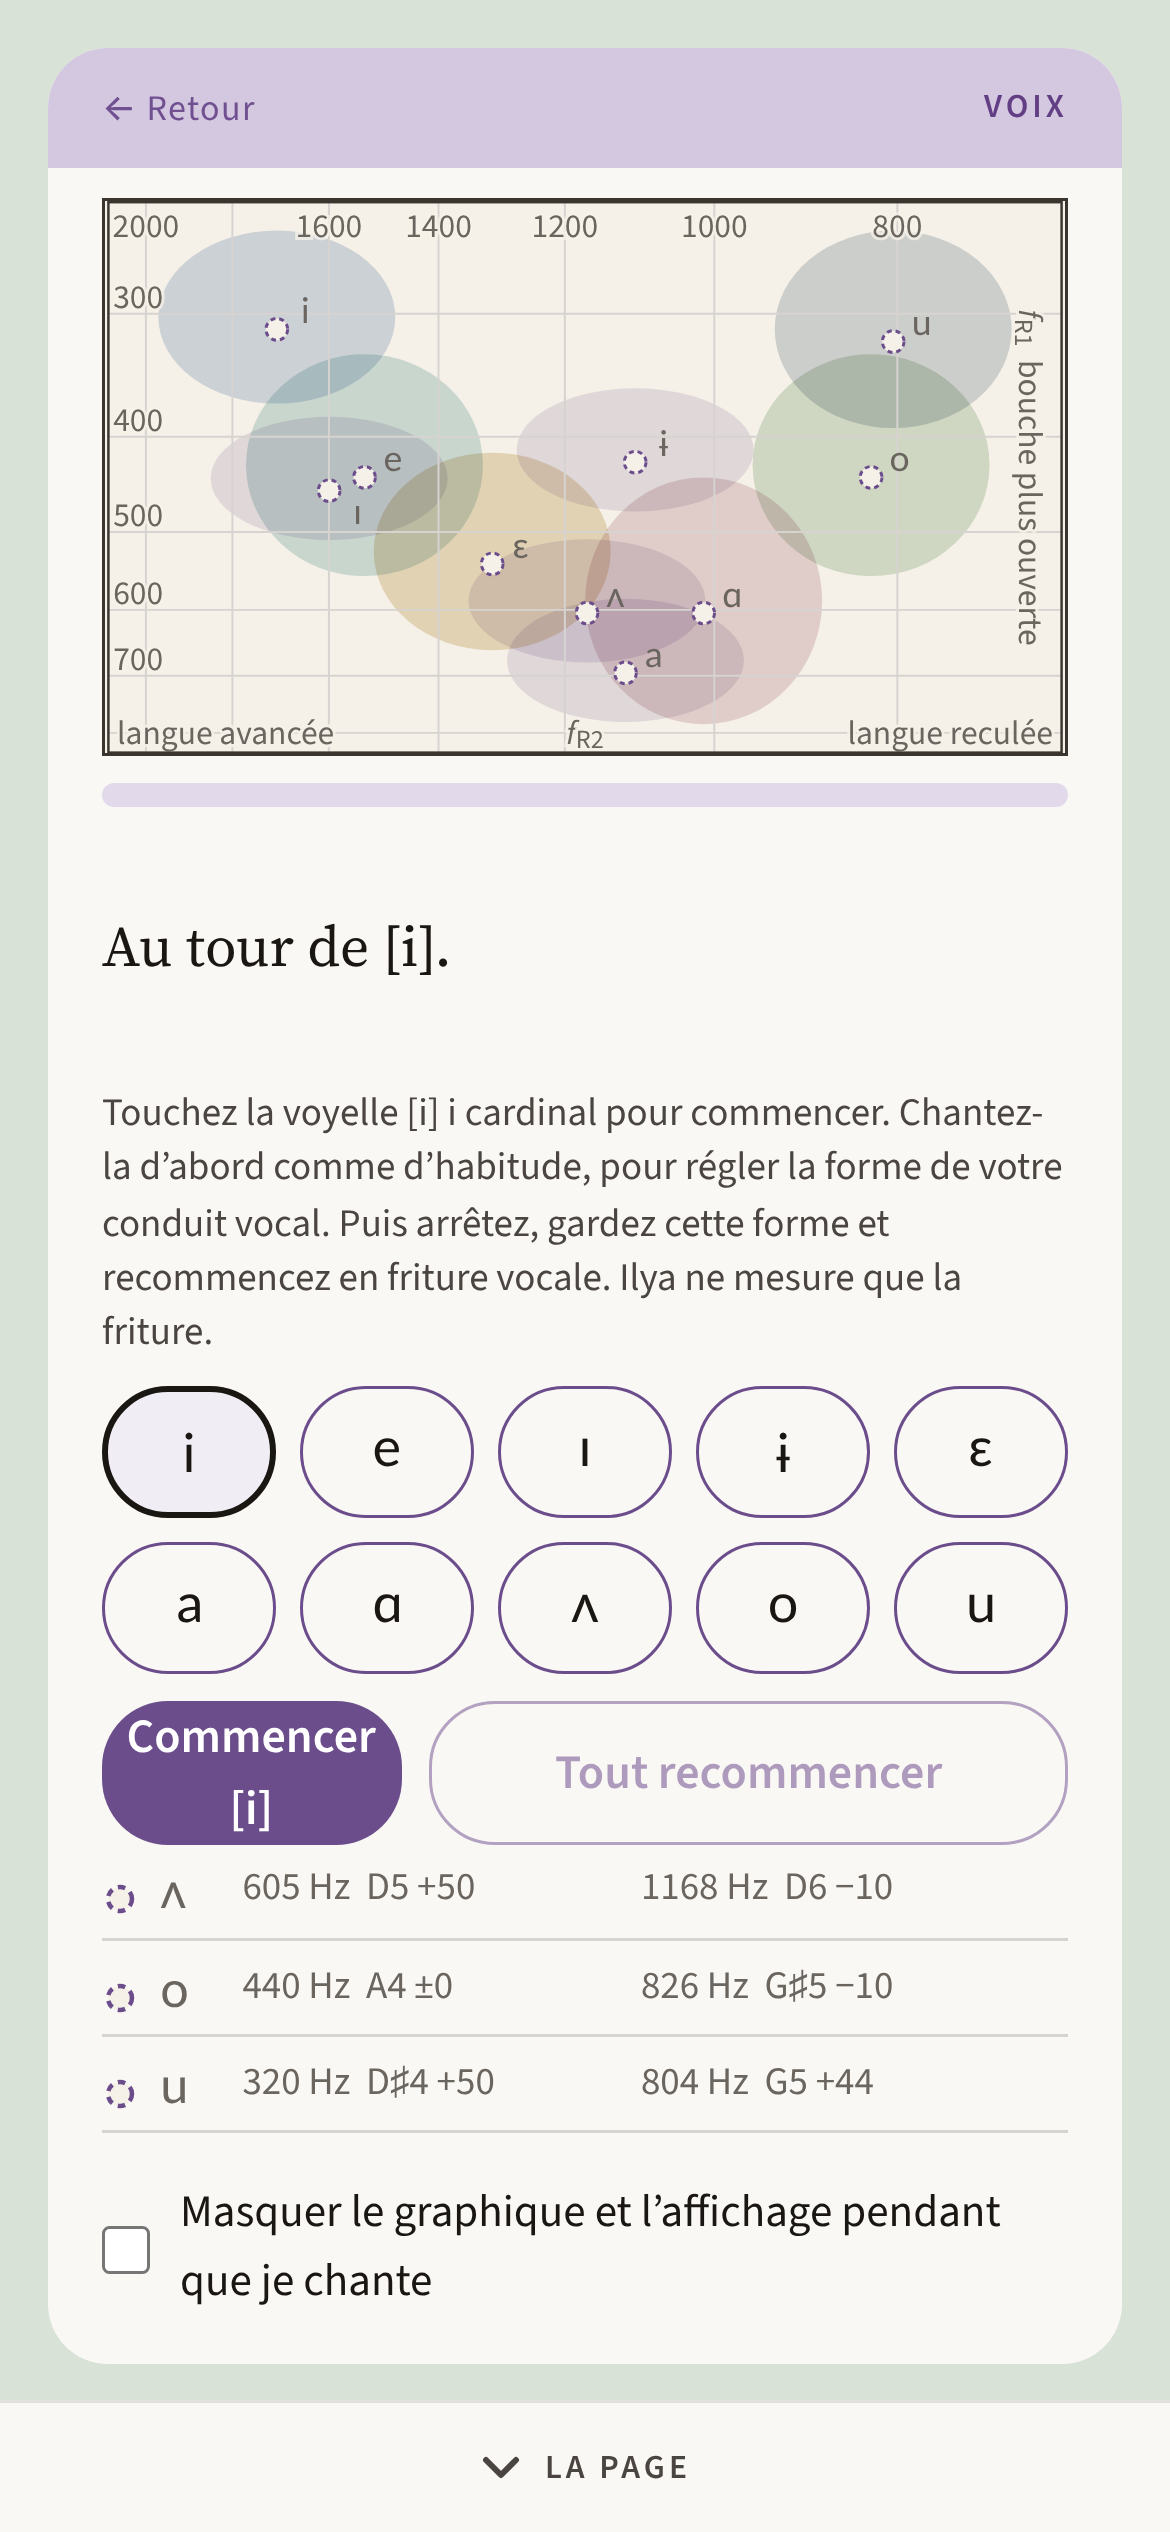 ← Retour
VOIX
2000 1600 1400 1200 1000 800
300
400
500
600
700
i
u
e
ı
ɨ
o
ɛ
ʌ
ɑ
a
fR1 bouche plus ouverte
langue avancée
fR2
langue reculée
Au tour de [i].
Touchez la voyelle [i] i cardinal pour commencer. Chantez-
la d’abord comme d’habitude, pour régler la forme de votre
conduit vocal. Puis arrêtez, gardez cette forme et
recommencez en friture vocale. Ilya ne mesure que la
friture.
i e ı ɨ ɛ
a ɑ ʌ o u
Commencer
[i]
Tout recommencer
ʌ 605 Hz D5 +50 1168 Hz D6 −10
o 440 Hz A4 ±0 826 Hz G♯5 −10
u 320 Hz D♯4 +50 804 Hz G5 +44
Masquer le graphique et l’affichage pendant
que je chante
LA PAGE